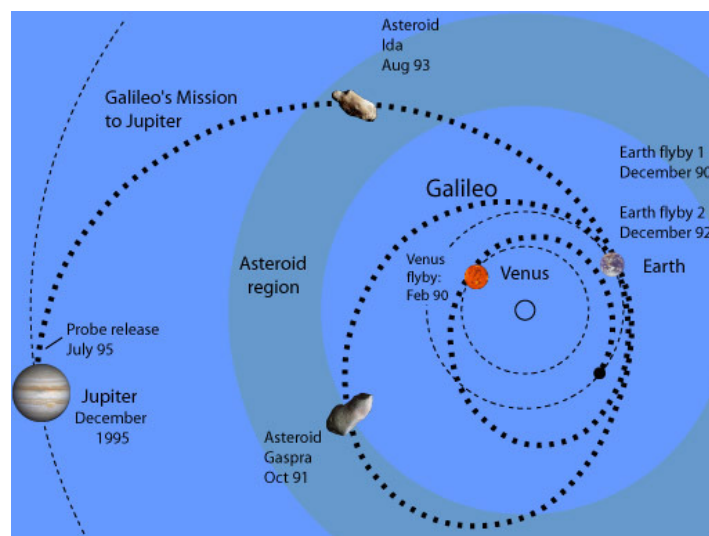 Asteroid
Ida
Aug 93
Galileo's Mission
to Jupiter
Earth flyby 1
December 90
Galileo
Earth flyby 2
December 92
Venus
flyby:
Feb 90
Venus
Earth
Asteroid
region
Probe release
July 95
Jupiter
December
1995
Asteroid
Gaspra
Oct 91